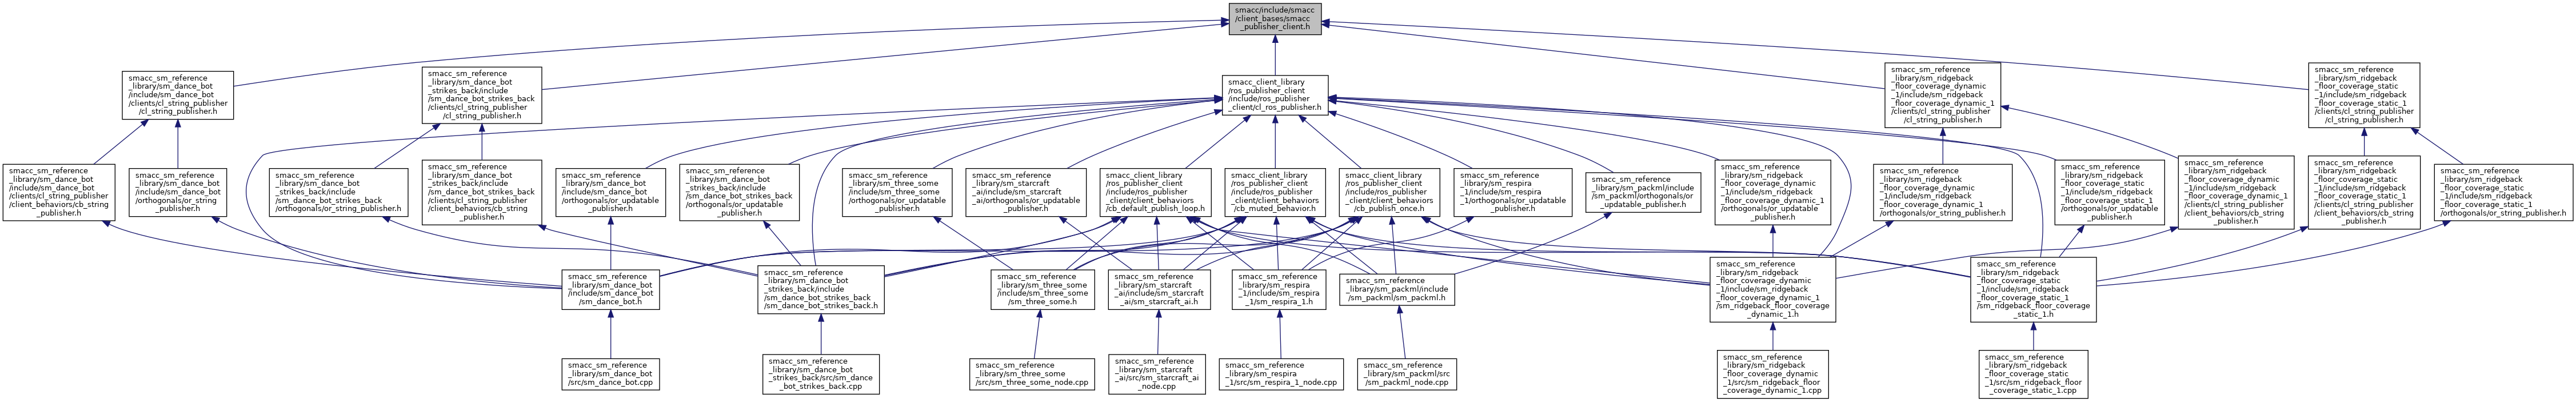 smacc/include/smacc
/client_bases/smacc
_publisher_client.h
smacc_sm_reference
_library/sm_dance_bot
/include/sm_dance_bot
/clients/cl_string_publisher
/cl_string_publisher.h
smacc_sm_reference
_library/sm_dance_bot
_strikes_back/include
/sm_dance_bot_strikes_back
/clients/cl_string_publisher
/cl_string_publisher.h
smacc_client_library
/ros_publisher_client
/include/ros_publisher
_client/cl_ros_publisher.h
smacc_sm_reference
_library/sm_ridgeback
_floor_coverage_dynamic
_1/include/sm_ridgeback
_floor_coverage_dynamic_1
/clients/cl_string_publisher
/cl_string_publisher.h
smacc_sm_reference
_library/sm_ridgeback
_floor_coverage_static
_1/include/sm_ridgeback
_floor_coverage_static_1
/clients/cl_string_publisher
/cl_string_publisher.h
smacc_sm_reference
_library/sm_dance_bot
/include/sm_dance_bot
/clients/cl_string_publisher
/client_behaviors/cb_string
_publisher.h
smacc_sm_reference
_library/sm_dance_bot
/include/sm_dance_bot
/orthogonals/or_string
_publisher.h
smacc_sm_reference
_library/sm_dance_bot
_strikes_back/include
/sm_dance_bot_strikes_back
/orthogonals/or_string_publisher.h
smacc_sm_reference
_library/sm_dance_bot
_strikes_back/include
/sm_dance_bot_strikes_back
/clients/cl_string_publisher
/client_behaviors/cb_string
_publisher.h
smacc_sm_reference
_library/sm_dance_bot
/include/sm_dance_bot
/orthogonals/or_updatable
_publisher.h
smacc_sm_reference
_library/sm_dance_bot
_strikes_back/include
/sm_dance_bot_strikes_back
/orthogonals/or_updatable
_publisher.h
smacc_sm_reference
_library/sm_three_some
/include/sm_three_some
/orthogonals/or_updatable
_publisher.h
smacc_sm_reference
_library/sm_starcraft
_ai/include/sm_starcraft
_ai/orthogonals/or_updatable
_publisher.h
smacc_client_library
/ros_publisher_client
/include/ros_publisher
_client/client_behaviors
/cb_default_publish_loop.h
smacc_client_library
/ros_publisher_client
/include/ros_publisher
_client/client_behaviors
/cb_muted_behavior.h
smacc_client_library
/ros_publisher_client
/include/ros_publisher
_client/client_behaviors
/cb_publish_once.h
smacc_sm_reference
_library/sm_respira
_1/include/sm_respira
_1/orthogonals/or_updatable
_publisher.h
smacc_sm_reference
_library/sm_packml/include
/sm_packml/orthogonals/or
_updatable_publisher.h
smacc_sm_reference
_library/sm_ridgeback
_floor_coverage_dynamic
_1/include/sm_ridgeback
_floor_coverage_dynamic_1
/orthogonals/or_updatable
_publisher.h
smacc_sm_reference
_library/sm_ridgeback
_floor_coverage_dynamic
_1/include/sm_ridgeback
_floor_coverage_dynamic_1
/orthogonals/or_string_publisher.h
smacc_sm_reference
_library/sm_ridgeback
_floor_coverage_static
_1/include/sm_ridgeback
_floor_coverage_static_1
/orthogonals/or_updatable
_publisher.h
smacc_sm_reference
_library/sm_ridgeback
_floor_coverage_dynamic
_1/include/sm_ridgeback
_floor_coverage_dynamic_1
/clients/cl_string_publisher
/client_behaviors/cb_string
_publisher.h
smacc_sm_reference
_library/sm_ridgeback
_floor_coverage_static
_1/include/sm_ridgeback
_floor_coverage_static_1
/clients/cl_string_publisher
/client_behaviors/cb_string
_publisher.h
smacc_sm_reference
_library/sm_ridgeback
_floor_coverage_static
_1/include/sm_ridgeback
_floor_coverage_static_1
/orthogonals/or_string_publisher.h
smacc_sm_reference
_library/sm_dance_bot
/include/sm_dance_bot
/sm_dance_bot.h
smacc_sm_reference
_library/sm_dance_bot
_strikes_back/include
/sm_dance_bot_strikes_back
/sm_dance_bot_strikes_back.h
smacc_sm_reference
_library/sm_three_some
/include/sm_three_some
/sm_three_some.h
smacc_sm_reference
_library/sm_starcraft
_ai/include/sm_starcraft
_ai/sm_starcraft_ai.h
smacc_sm_reference
_library/sm_respira
_1/include/sm_respira
_1/sm_respira_1.h
smacc_sm_reference
_library/sm_packml/include
/sm_packml/sm_packml.h
smacc_sm_reference
_library/sm_ridgeback
_floor_coverage_dynamic
_1/include/sm_ridgeback
_floor_coverage_dynamic_1
/sm_ridgeback_floor_coverage
_dynamic_1.h
smacc_sm_reference
_library/sm_ridgeback
_floor_coverage_static
_1/include/sm_ridgeback
_floor_coverage_static_1
/sm_ridgeback_floor_coverage
_static_1.h
smacc_sm_reference
_library/sm_dance_bot
/src/sm_dance_bot.cpp
smacc_sm_reference
_library/sm_dance_bot
_strikes_back/src/sm_dance
_bot_strikes_back.cpp
smacc_sm_reference
_library/sm_three_some
/src/sm_three_some_node.cpp
smacc_sm_reference
_library/sm_starcraft
_ai/src/sm_starcraft_ai
_node.cpp
smacc_sm_reference
_library/sm_respira
_1/src/sm_respira_1_node.cpp
smacc_sm_reference
_library/sm_packml/src
/sm_packml_node.cpp
smacc_sm_reference
_library/sm_ridgeback
_floor_coverage_dynamic
_1/src/sm_ridgeback_floor
_coverage_dynamic_1.cpp
smacc_sm_reference
_library/sm_ridgeback
_floor_coverage_static
_1/src/sm_ridgeback_floor
_coverage_static_1.cpp